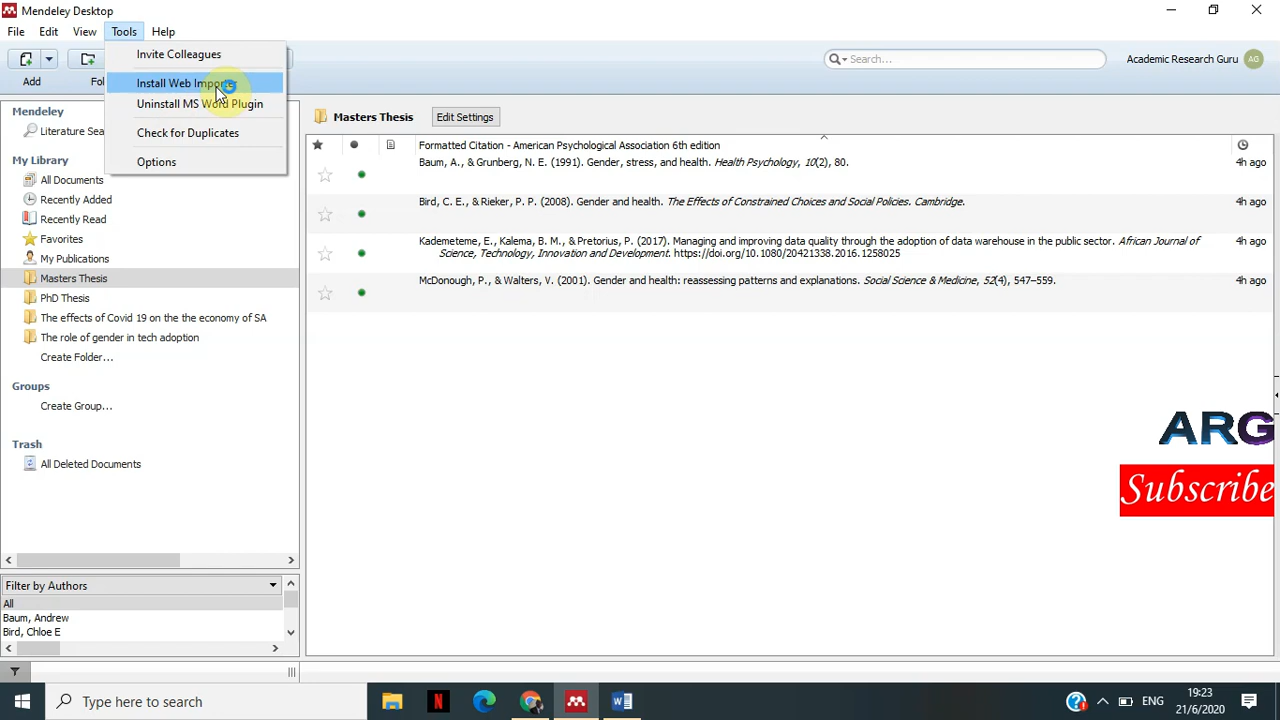 Mendeley Desktop
File Edit View Tools Help
Invite Colleagues
Install Web Importer
Uninstall MS Word Plugin
Check for Duplicates
Options
Add
Search...
Academic Research Guru AG
Mendeley
My Library
All Documents
Recently Added
Recently Read
Favorites
My Publications
Masters Thesis
PhD Thesis
The effects of Covid 19 on the the economy of SA
The role of gender in tech adoption
Create Folder...
Groups
Create Group...
Trash
All Deleted Documents
Filter by Authors
All
Baum, Andrew
Bird, Chloe E
Masters Thesis Edit Settings
Formatted Citation - American Psychological Association 6th edition
Baum, A., & Grunberg, N. E. (1991). Gender, stress, and health. Health Psychology, 10(2), 80. 4h ago
Bird, C. E., & Rieker, P. P. (2008). Gender and health. The Effects of Constrained Choices and Social Policies. Cambridge. 4h ago
Kademeteme, E., Kalema, B. M., & Pretorius, P. (2017). Managing and improving data quality through the adoption of data warehouse in the public sector. African Journal of 4h ago
Science, Technology, Innovation and Development. https://doi.org/10.1080/20421338.2016.1258025
McDonough, P., & Walters, V. (2001). Gender and health: reassessing patterns and explanations. Social Science & Medicine, 52(4), 547–559. 4h ago
ARG
Subscribe
Type here to search
ENG
19:23
21/6/2020